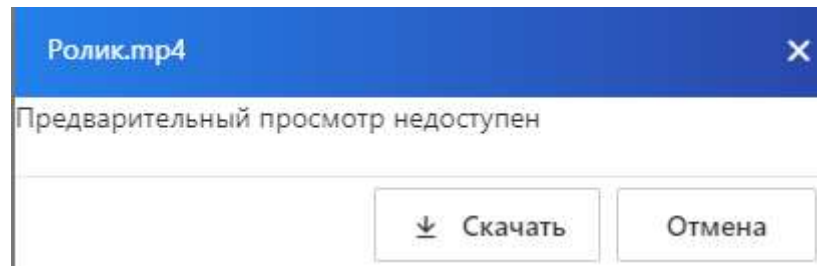 Ролик.mp4
Предварительный просмотр недоступен
Скачать Отмена